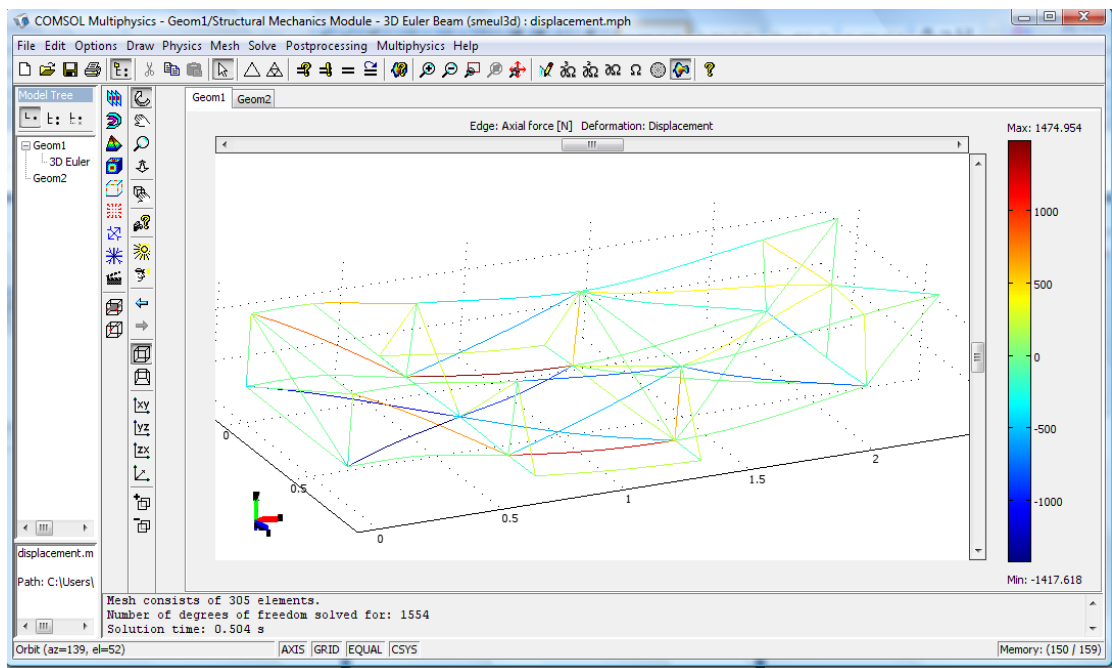 COMSOL Multiphysics - Geom1/Structural Mechanics Module - 3D Euler Beam (smeul3d) : displacement.mph
File Edit Options Draw Physics Mesh Solve Postprocessing Multiphysics Help
Model Tree
Geom1
3D Euler
Geom2
Geom1 Geom2
Edge: Axial force [N] Deformation: Displacement
Max: 1474.954
1000
500
0
-500
-1000
Min: -1417.618
0
0.5
0
0.5
1
1.5
2
xy
yz
zx
displacement.m
Path: C:\Users\
Mesh consists of 305 elements.
Number of degrees of freedom solved for: 1554
Solution time: 0.504 s
Orbit (az=139, el=52) AXIS GRID EQUAL CSYS Memory: (150 / 159)